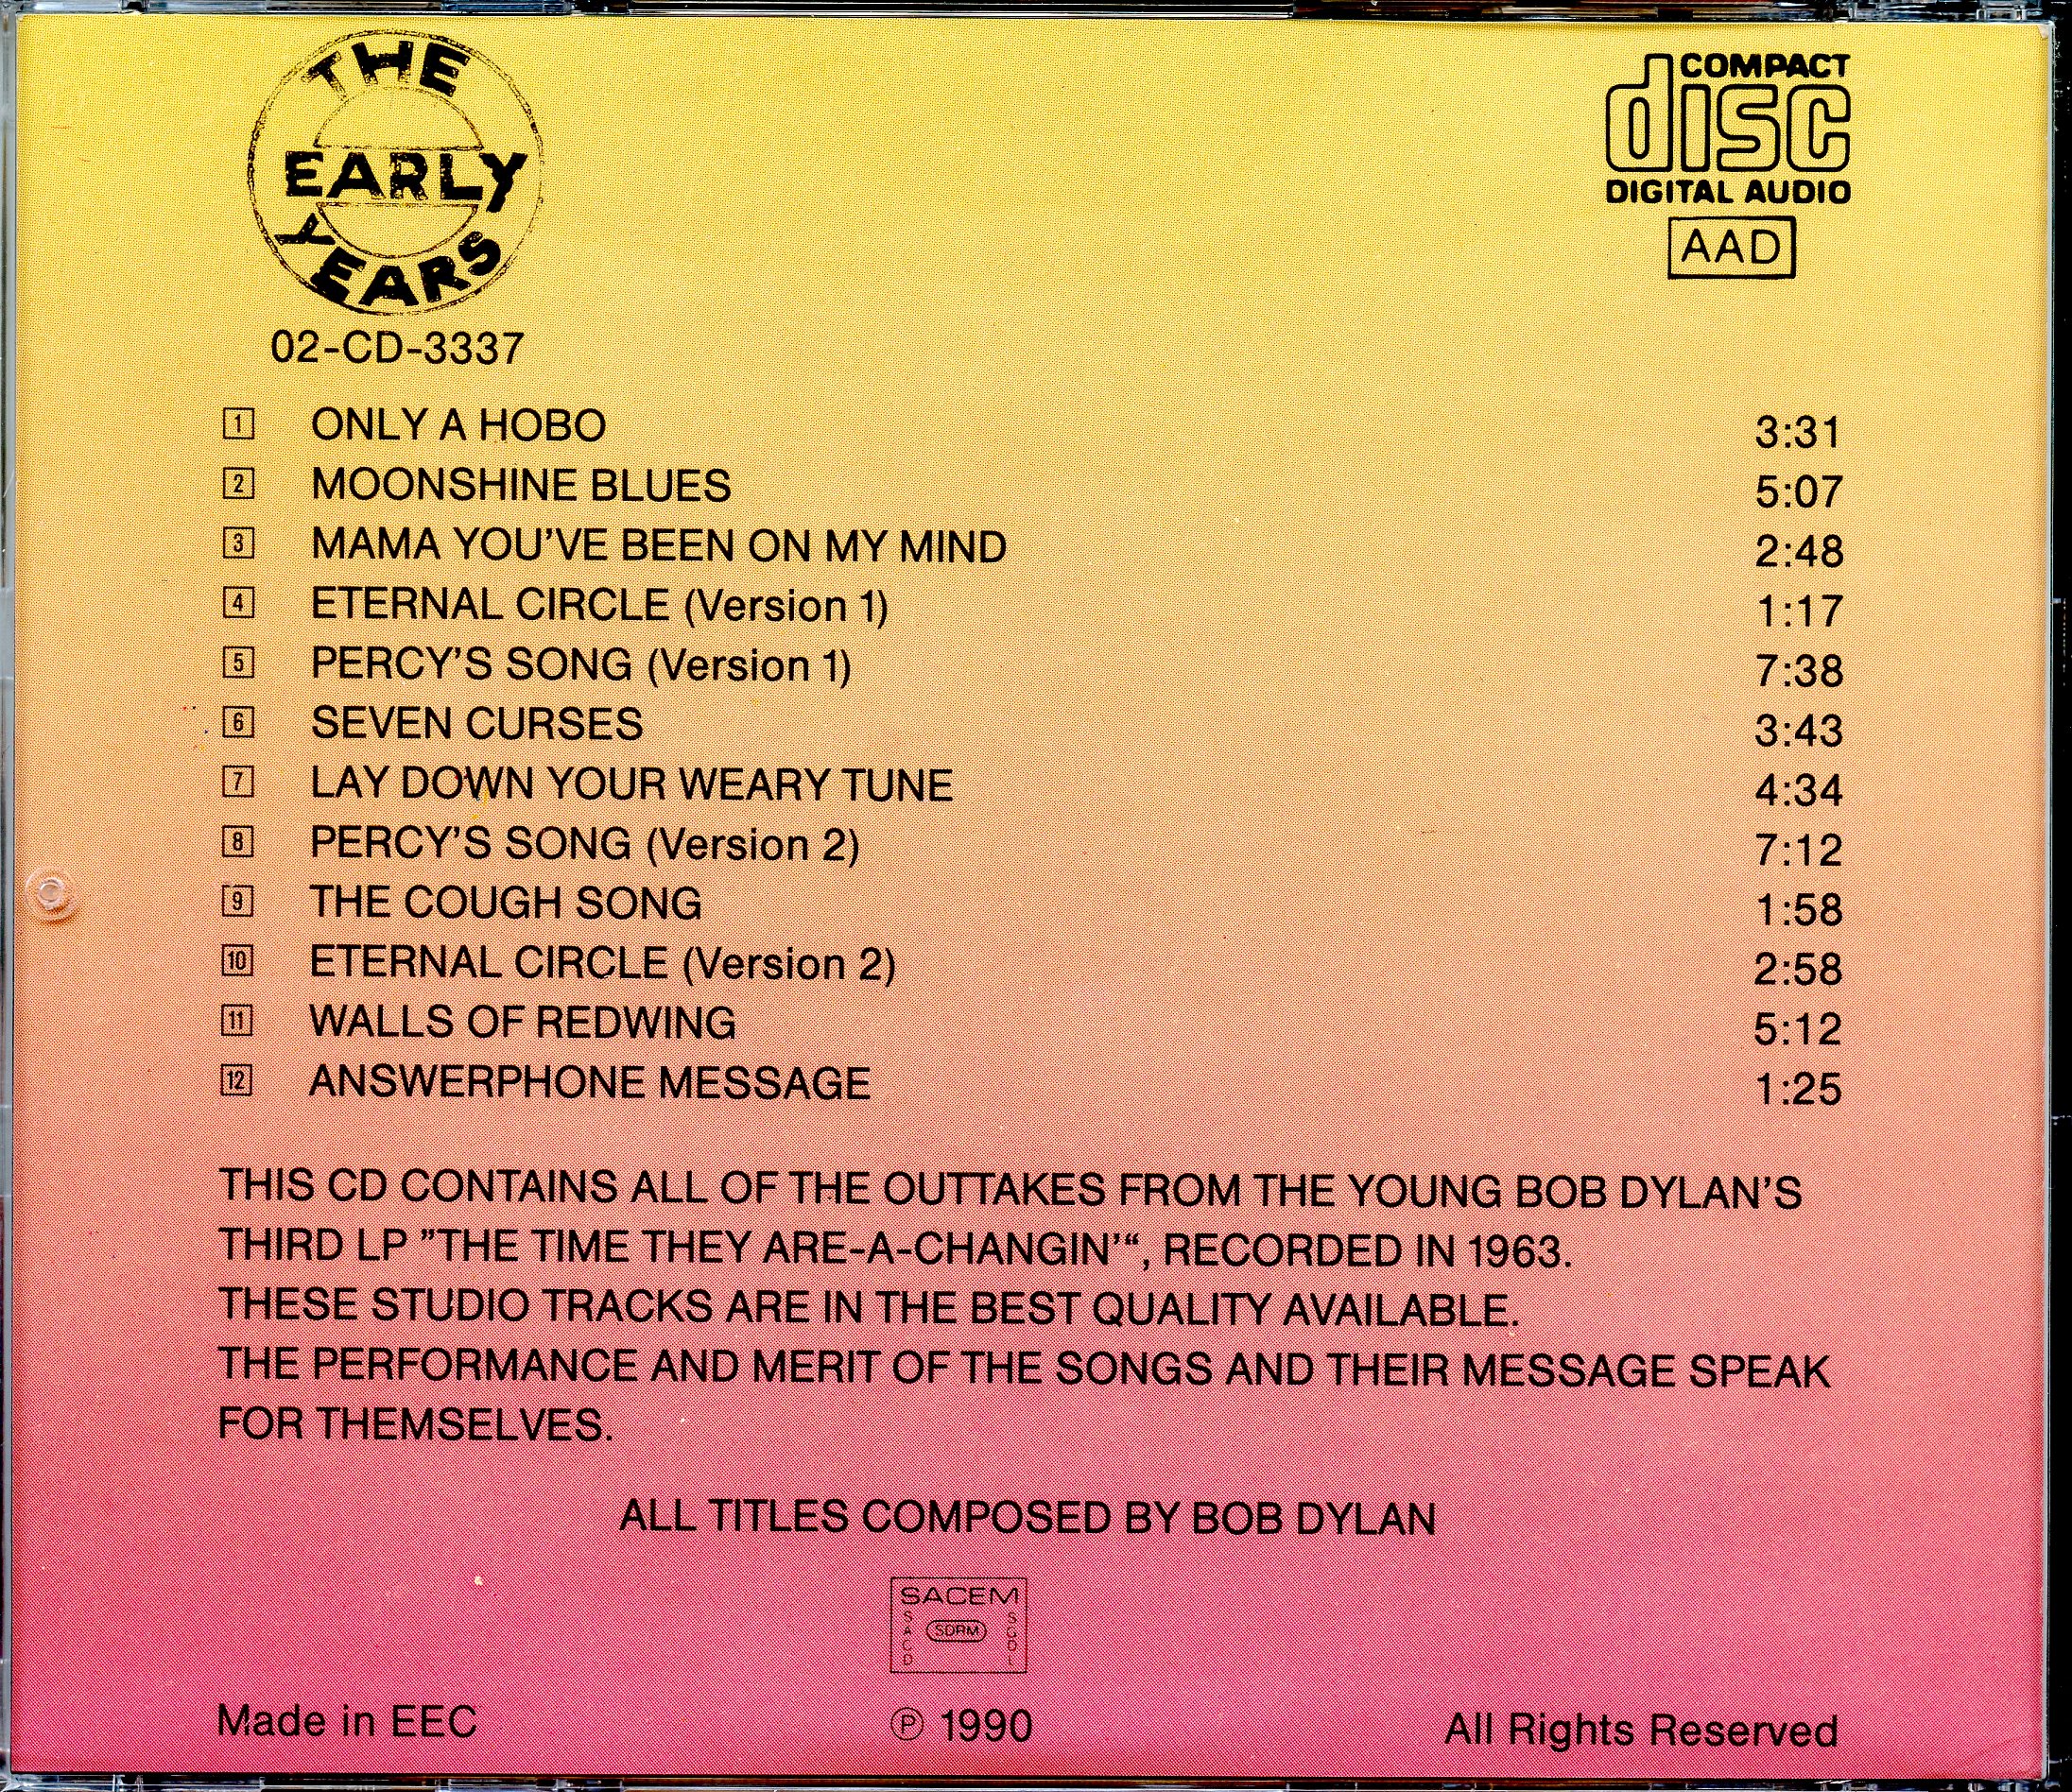 THE
EARLY
YEARS
COMPACT
disc
DIGITAL AUDIO
AAD
02-CD-3337
1 ONLY A HOBO 3:31
2 MOONSHINE BLUES 5:07
3 MAMA YOU'VE BEEN ON MY MIND 2:48
4 ETERNAL CIRCLE (Version 1) 1:17
5 PERCY'S SONG (Version 1) 7:38
6 SEVEN CURSES 3:43
7 LAY DOWN YOUR WEARY TUNE 4:34
8 PERCY'S SONG (Version 2) 7:12
9 THE COUGH SONG 1:58
10 ETERNAL CIRCLE (Version 2) 2:58
11 WALLS OF REDWING 5:12
12 ANSWERPHONE MESSAGE 1:25
THIS CD CONTAINS ALL OF THE OUTTAKES FROM THE YOUNG BOB DYLAN'S
THIRD LP ”THE TIME THEY ARE-A-CHANGIN'“, RECORDED IN 1963.
THESE STUDIO TRACKS ARE IN THE BEST QUALITY AVAILABLE.
THE PERFORMANCE AND MERIT OF THE SONGS AND THEIR MESSAGE SPEAK
FOR THEMSELVES.
ALL TITLES COMPOSED BY BOB DYLAN
SACEM
SACD
SDRM
SGDL
Made in EEC ℗ 1990 All Rights Reserved